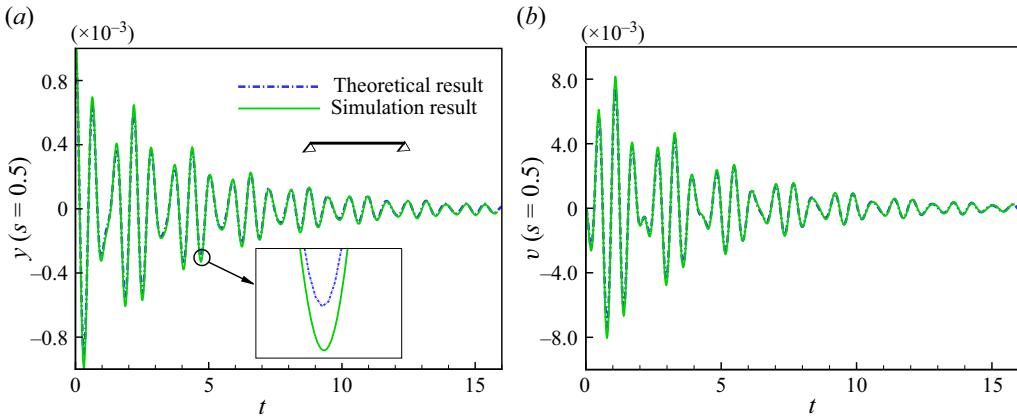 (a)
(×10⁻³)
0.8
0.4
0
–0.4
–0.8
y (s = 0.5)
Theoretical result
Simulation result
0
5
10
15
t
(b)
(×10⁻³)
8.0
4.0
0
–4.0
–8.0
υ (s = 0.5)
0
5
10
15
t